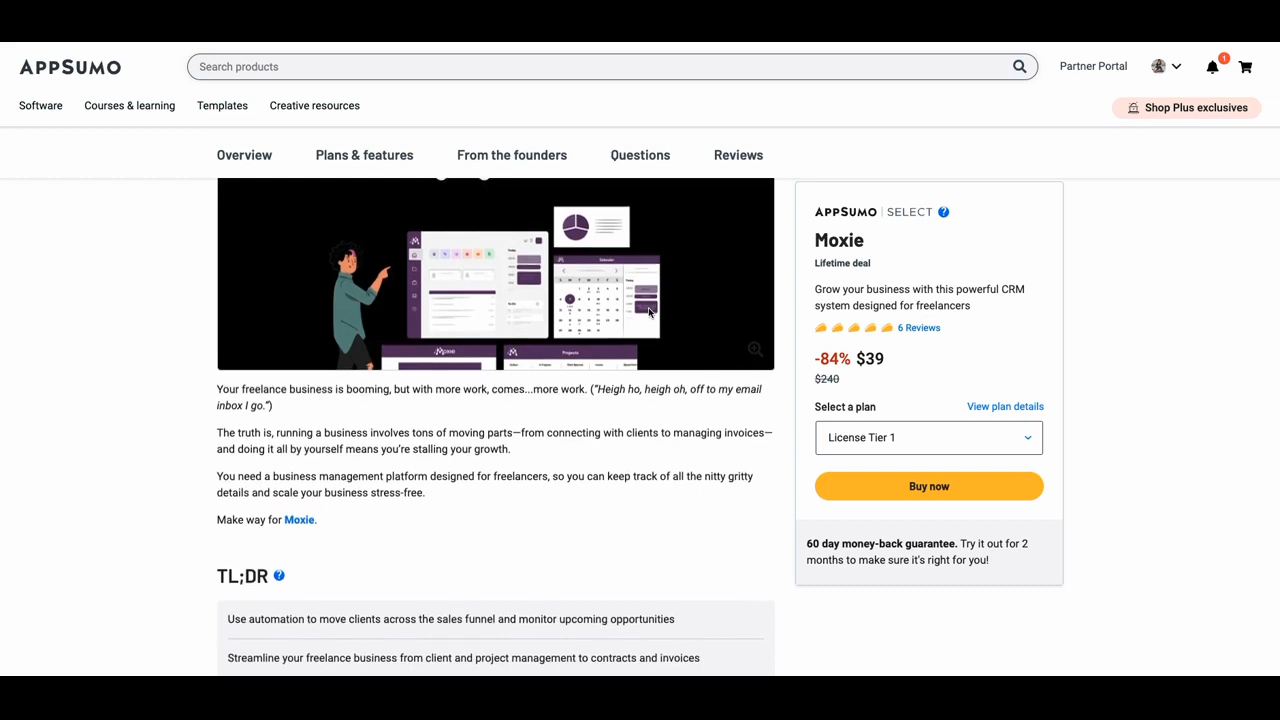 APPSUMO
Search products
Partner Portal
1
Software
Courses & learning
Templates
Creative resources
Shop Plus exclusives
Overview
Plans & features
From the founders
Questions
Reviews
Calendar
Moxie
Projects
Your freelance business is booming, but with more work, comes...more work. (“Heigh ho, heigh oh, off to my email
inbox I go.”)
The truth is, running a business involves tons of moving parts—from connecting with clients to managing invoices—
and doing it all by yourself means you’re stalling your growth.
You need a business management platform designed for freelancers, so you can keep track of all the nitty gritty
details and scale your business stress-free.
Make way for Moxie.
TL;DR ?
Use automation to move clients across the sales funnel and monitor upcoming opportunities
Streamline your freelance business from client and project management to contracts and invoices
APPSUMO | SELECT ?
Moxie
Lifetime deal
Grow your business with this powerful CRM
system designed for freelancers
6 Reviews
-84% $39
$240
Select a plan
View plan details
License Tier 1
Buy now
60 day money-back guarantee. Try it out for 2
months to make sure it's right for you!